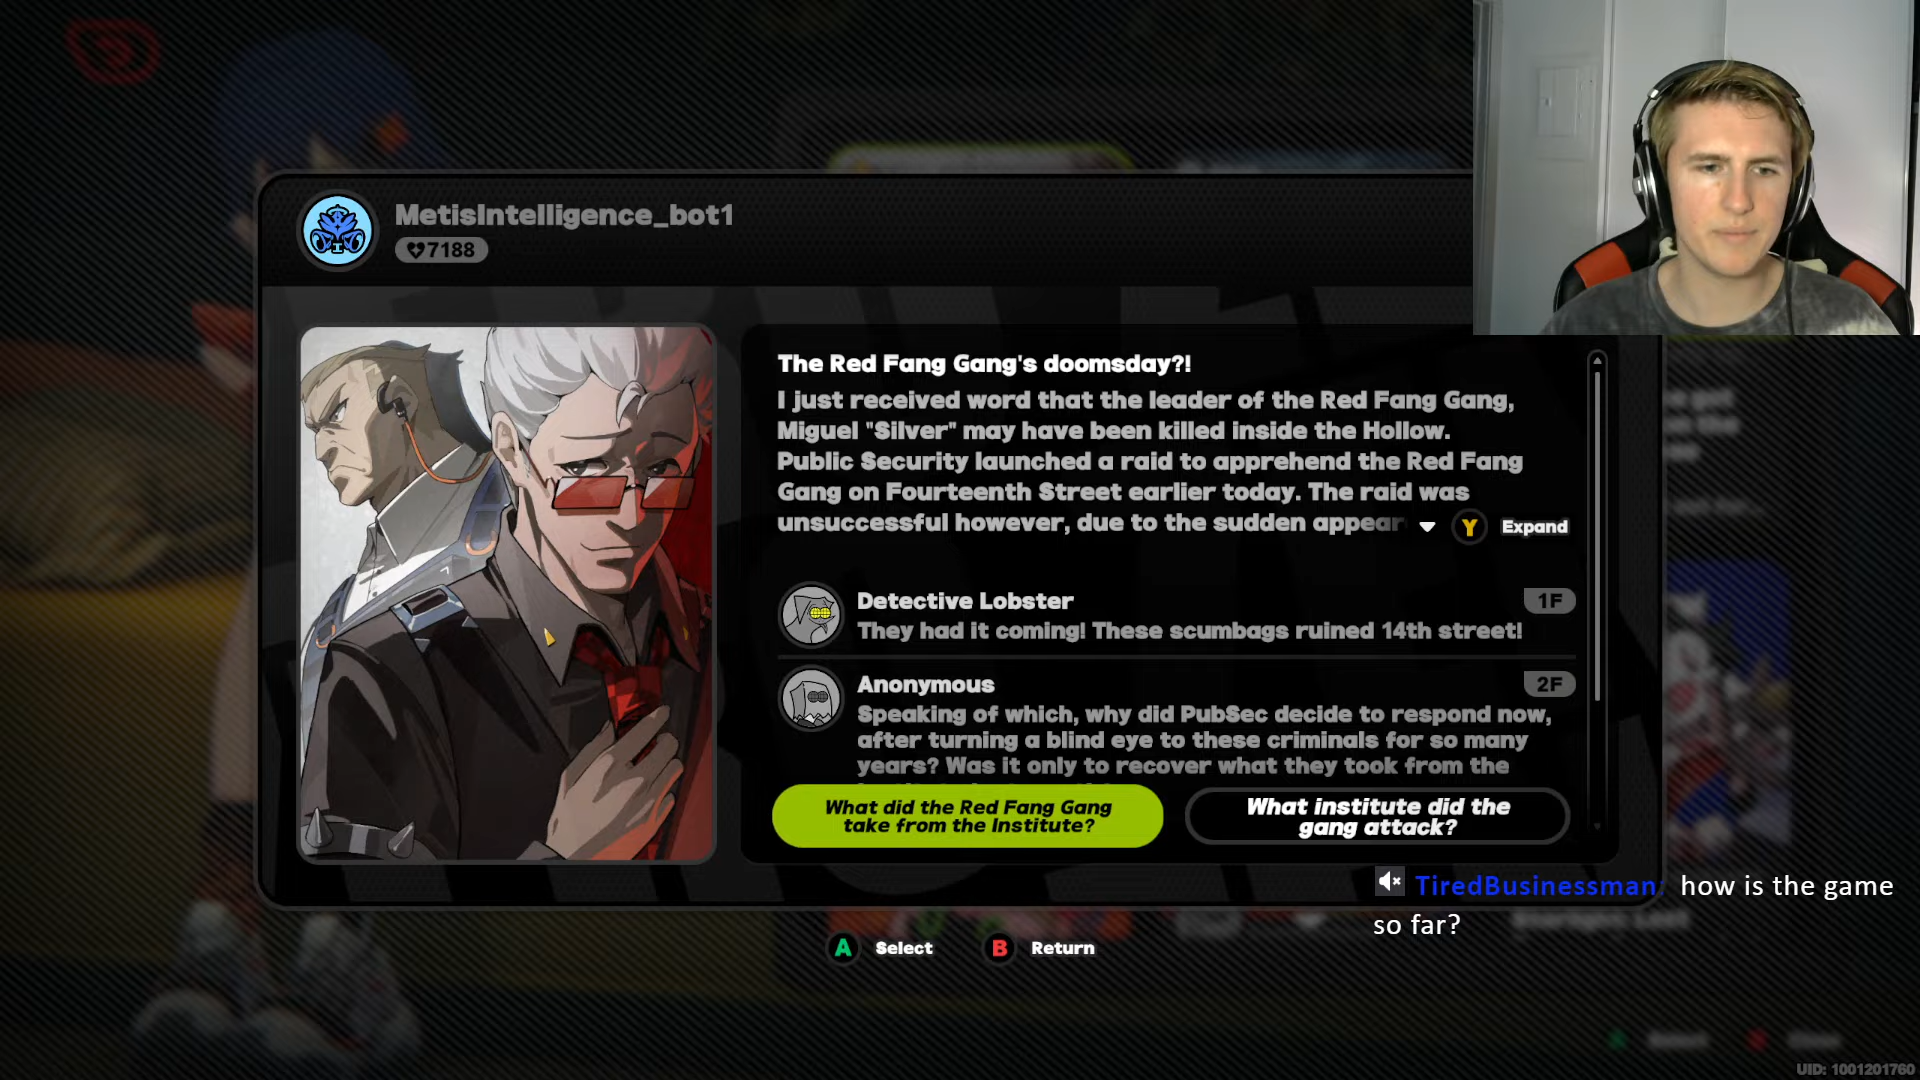 MetisIntelligence_bot1
7188
The Red Fang Gang's doomsday?!
I just received word that the leader of the Red Fang Gang,
Miguel "Silver" may have been killed inside the Hollow.
Public Security launched a raid to apprehend the Red Fang
Gang on Fourteenth Street earlier today. The raid was
unsuccessful however, due to the sudden appear
Y Expand
Detective Lobster 1F
They had it coming! These scumbags ruined 14th street!
Anonymous 2F
Speaking of which, why did PubSec decide to respond now,
after turning a blind eye to these criminals for so many
years? Was it only to recover what they took from the
What did the Red Fang Gang
take from the Institute?
What institute did the
gang attack?
TiredBusinessman: how is the game
so far?
A Select B Return
UID: 1001201760